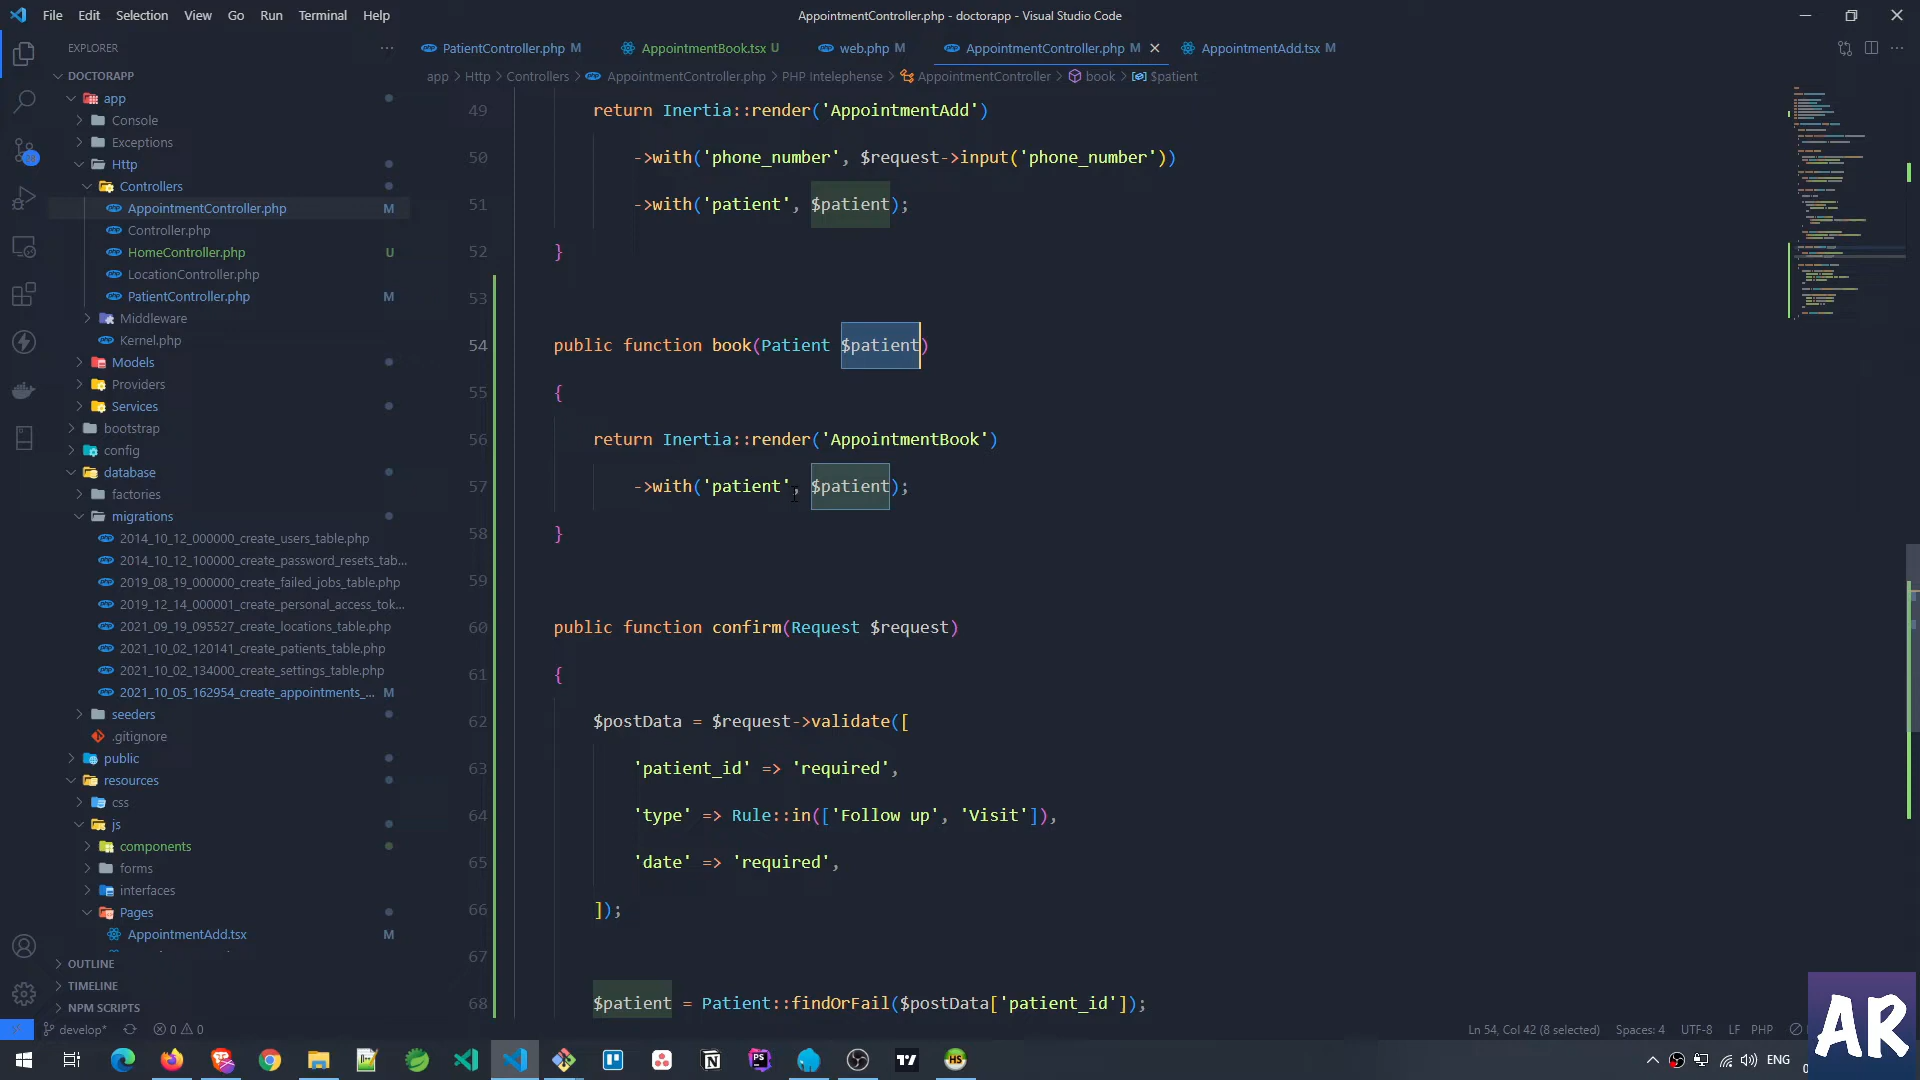 File Edit Selection View Go Run Terminal Help
AppointmentController.php - doctorapp - Visual Studio Code
EXPLORER
PatientController.php M
AppointmentBook.tsx U
web.php M
AppointmentController.php M
AppointmentAdd.tsx M
app > Http > Controllers > AppointmentController.php > PHP Intelephense > AppointmentController > book > $patient
DOCTORAPP
app
Console
Exceptions
Http
Controllers
AppointmentController.php M
Controller.php
HomeController.php U
LocationController.php
PatientController.php M
Middleware
Kernel.php
Models
Providers
Services
bootstrap
config
database
factories
migrations
2014_10_12_000000_create_users_table.php
2014_10_12_100000_create_password_resets_tab...
2019_08_19_000000_create_failed_jobs_table.php
2019_12_14_000001_create_personal_access_tok...
2021_09_19_095527_create_locations_table.php
2021_10_02_120141_create_patients_table.php
2021_10_02_134000_create_settings_table.php
2021_10_05_162954_create_appointments_... M
seeders
.gitignore
public
resources
css
js
components
forms
interfaces
Pages
AppointmentAdd.tsx M
OUTLINE
TIMELINE
NPM SCRIPTS
49 return Inertia::render('AppointmentAdd')
50 ->with('phone_number', $request->input('phone_number'))
51 ->with('patient', $patient);
52 }
53
54 public function book(Patient $patient)
55 {
56 return Inertia::render('AppointmentBook')
57 ->with('patient', $patient);
58 }
59
60 public function confirm(Request $request)
61 {
62 $postData = $request->validate([
63 'patient_id' => 'required',
64 'type' => Rule::in(['Follow up', 'Visit']),
65 'date' => 'required',
66 ]);
67
68 $patient = Patient::findOrFail($postData['patient_id']);
develop* 0 0
Ln 54, Col 42 (8 selected) Spaces: 4 UTF-8 LF PHP
AR
PS
N
HS
ENG